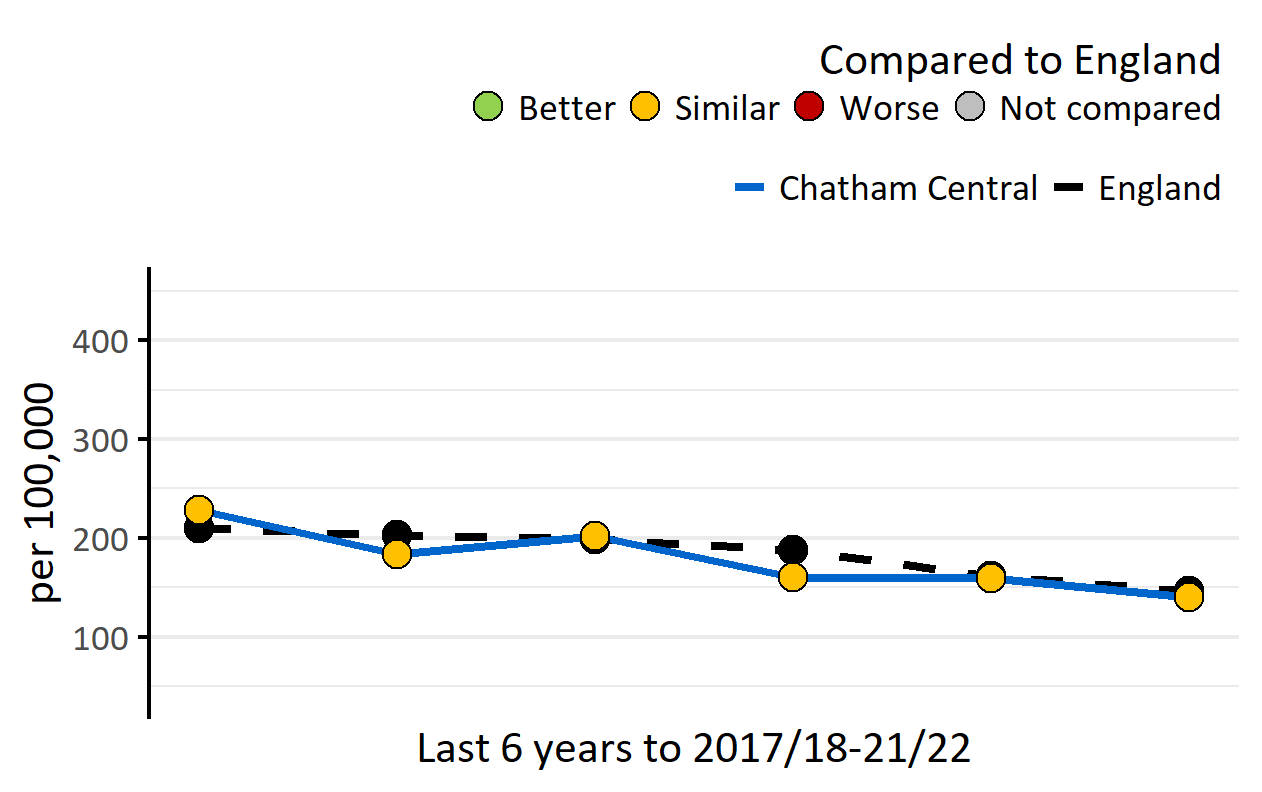 Compared to England
Better Similar Worse Not compared
Chatham Central England
400
300
200
100
per 100,000
Last 6 years to 2017/18-21/22